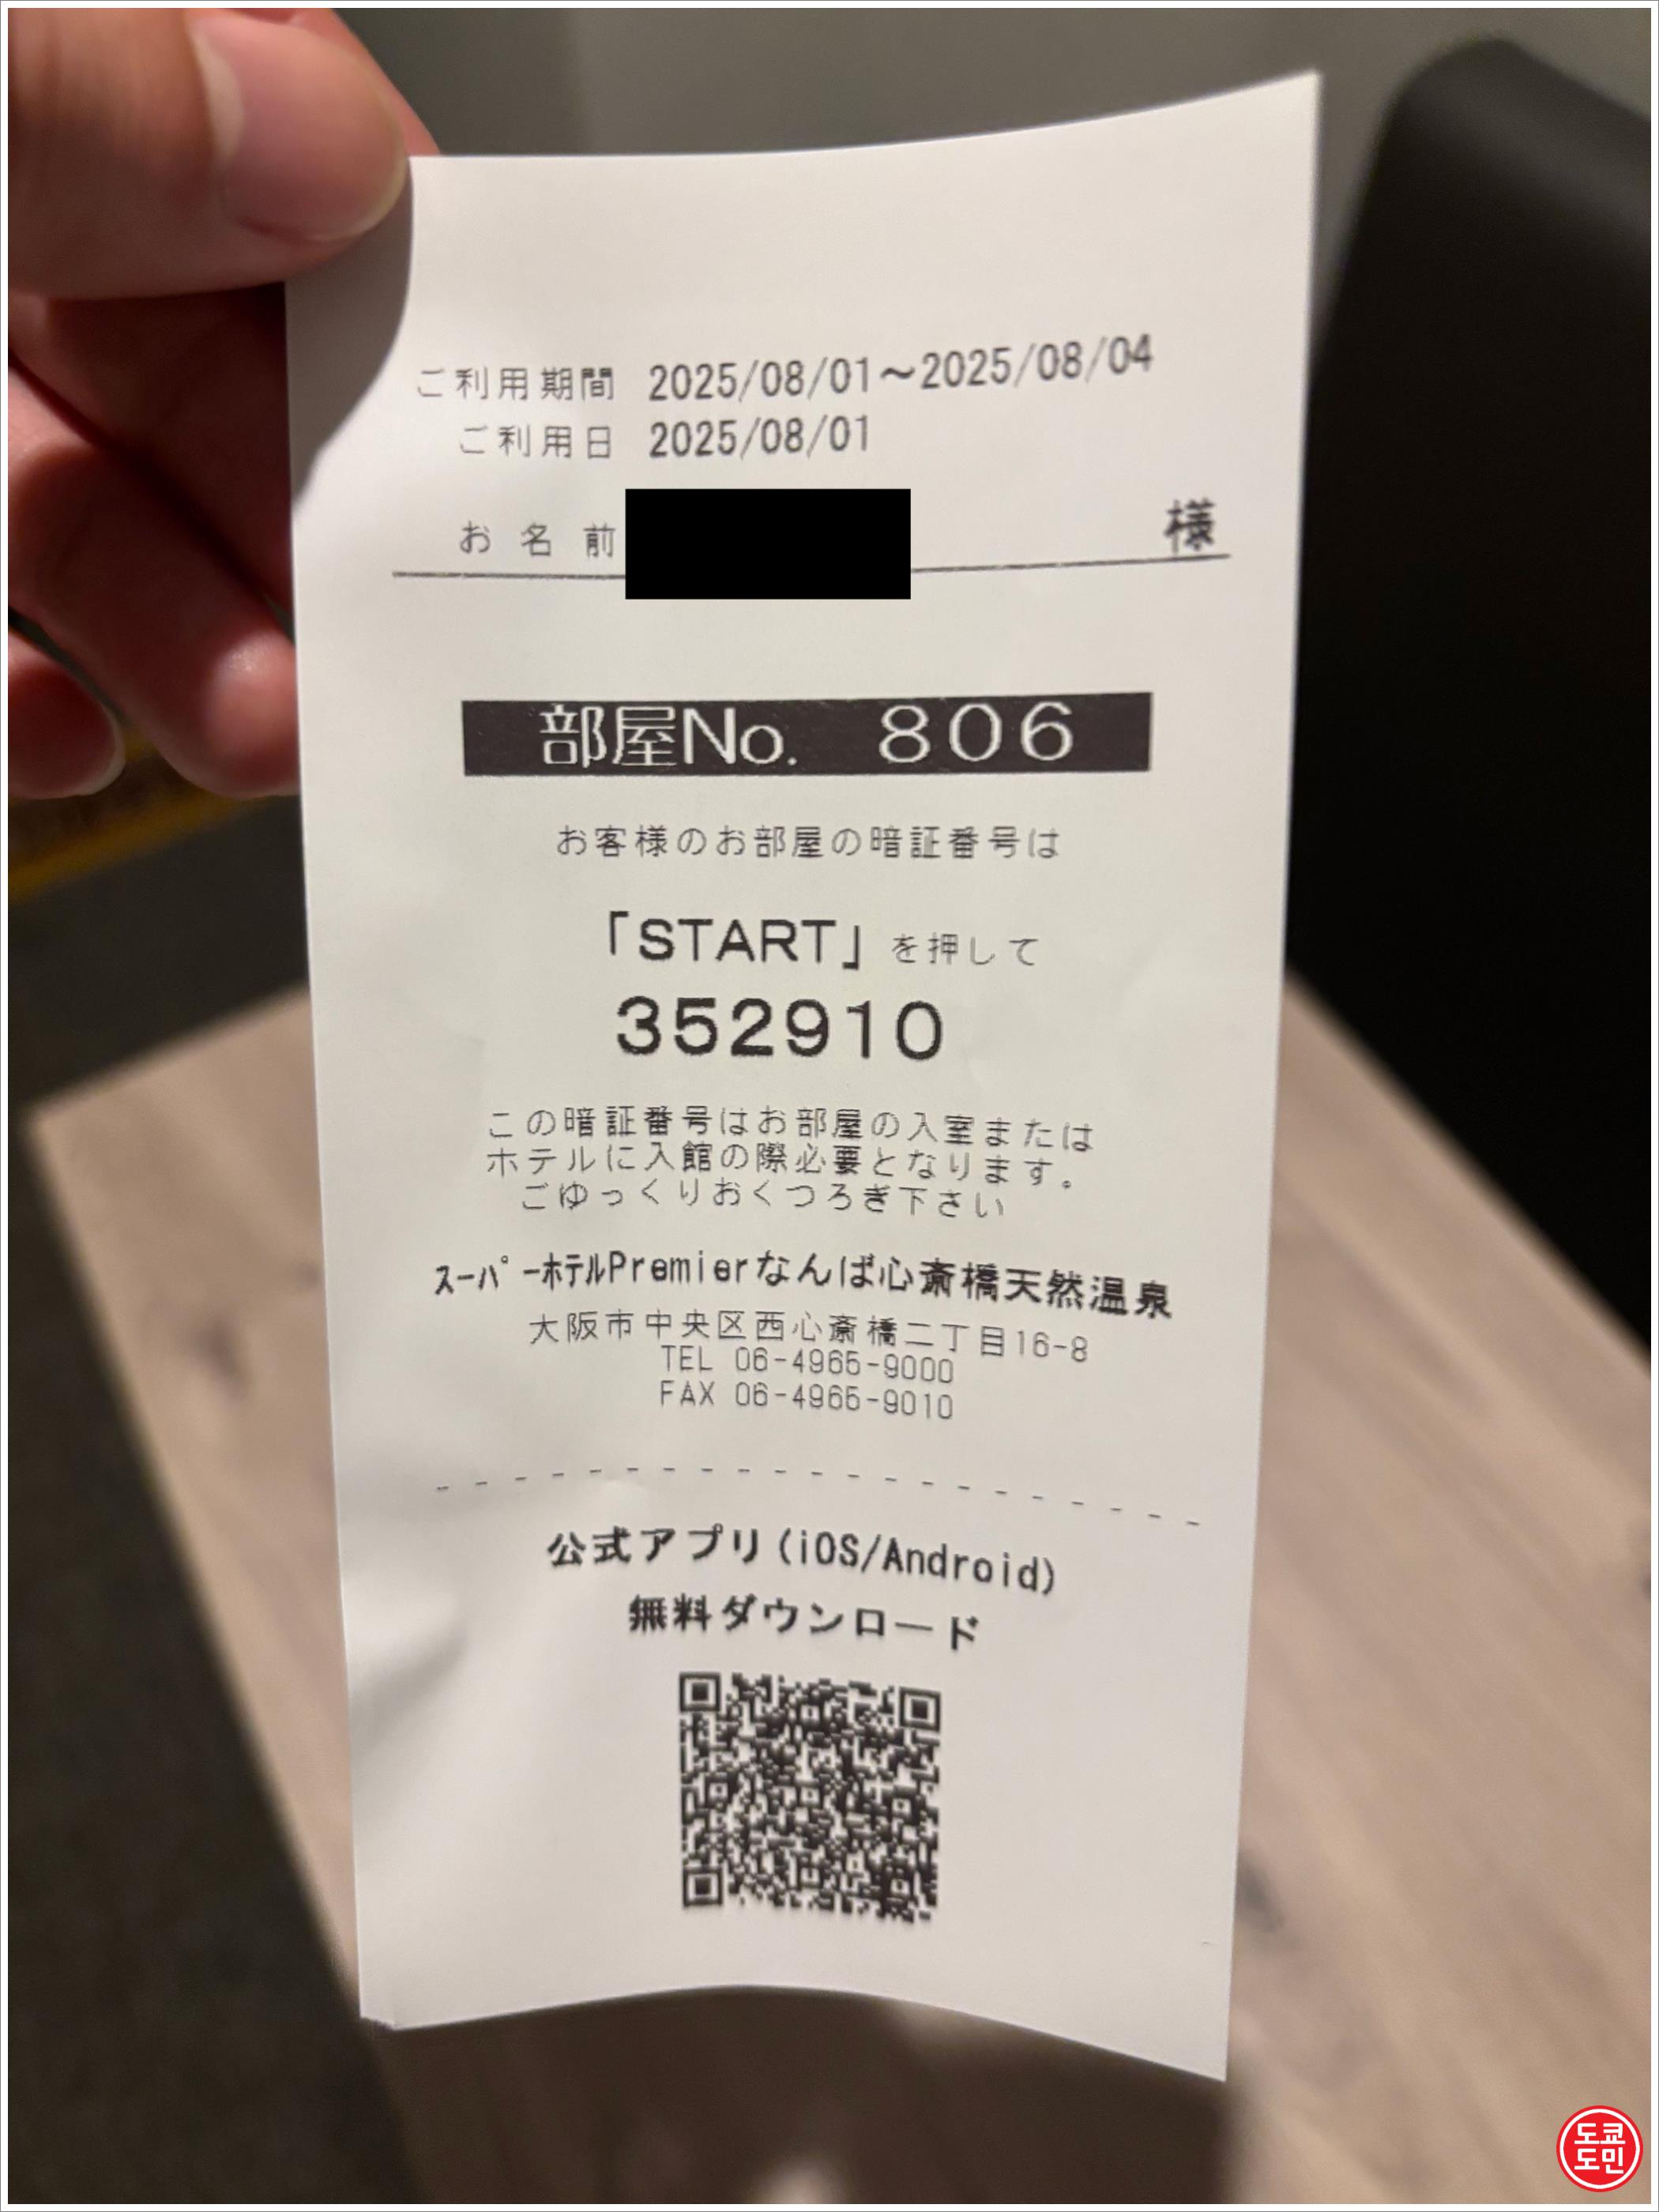 ご利用期間 2025/08/01~2025/08/04
ご利用日 2025/08/01
お名前 様
部屋No. 806
お客様のお部屋の暗証番号は
「START」を押して
352910
この暗証番号はお部屋の入室または
ホテルに入館の際必要となります。
ごゆっくりおくつろぎ下さい
ｽｰﾊﾟｰﾎﾃﾙPremierなんば心斎橋天然温泉
大阪市中央区西心斎橋二丁目16-8
TEL 06-4965-9000
FAX 06-4965-9010
公式アプリ(iOS/Android)
無料ダウンロード
도쿄
도민